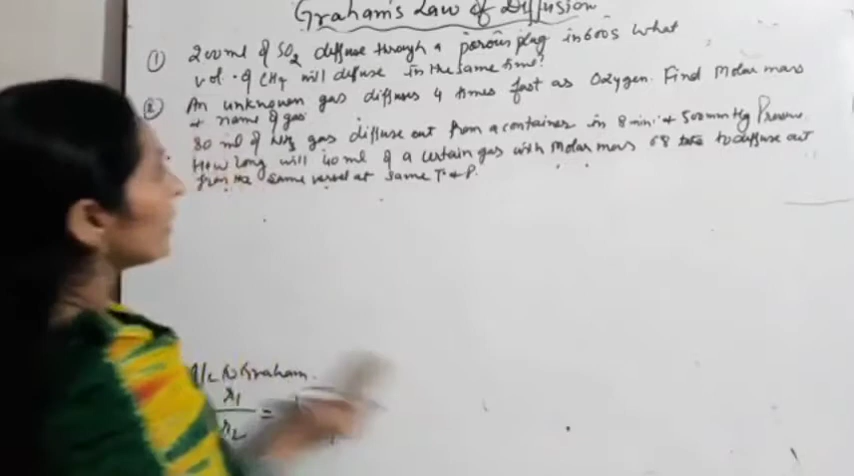 Graham's Law of Diffusion
① 200ml of SO2 diffuse through a porous plug in 600s What
vol. of CH4 will diffuse in the same time?
② An unknown gas diffuses 4 times fast as Oxygen. Find Molar mass
& name of gas
80 ml of gas diffuse out from a container in 8 min. & 500mm Hg Pressure
How long will 40 ml of a certain gas with Molar mass 68 take to diffuse out
from the same vessel at same T & P.
A/c to Graham.
r1
r2
=